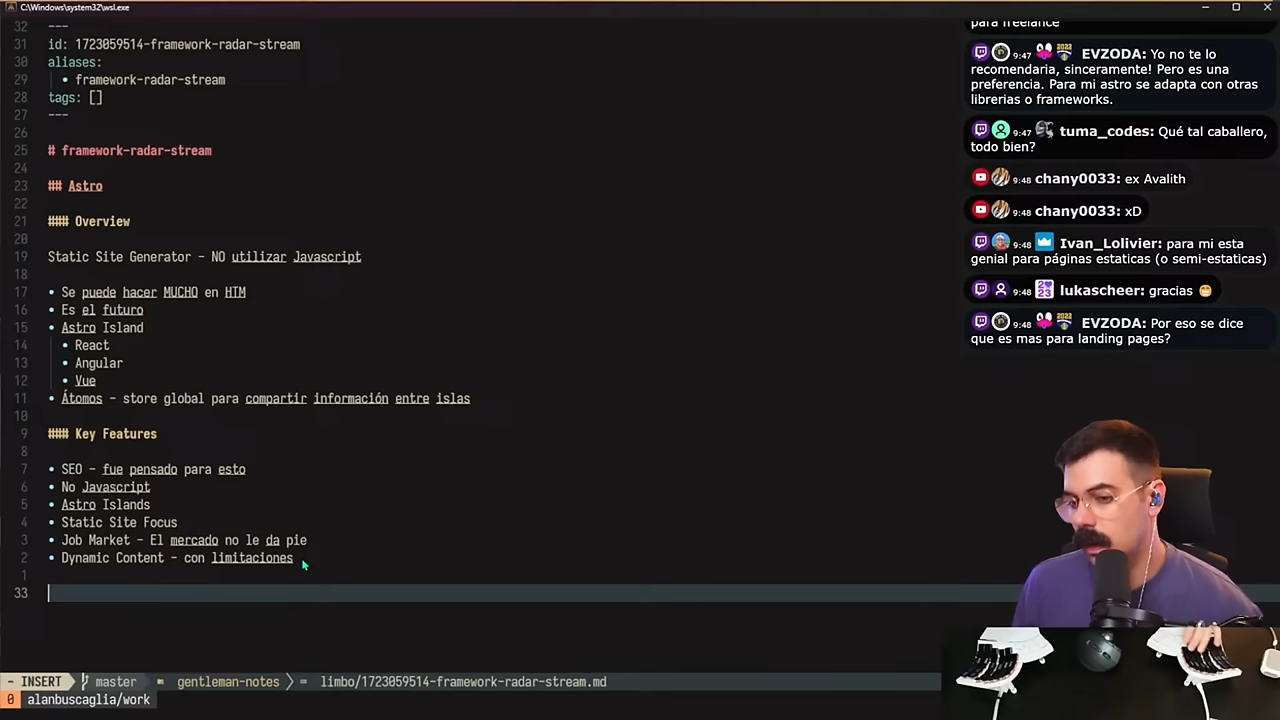 C:\Windows\system32\wsl.exe
32 ---
31 id: 1723059514-framework-radar-stream
30 aliases:
29 • framework-radar-stream
28 tags: []
27 ---
26
25 # framework-radar-stream
24
23 ## Astro
22
21 #### Overview
20
19 Static Site Generator - NO utilizar Javascript
18
17 • Se puede hacer MUCHO en HTM
16 • Es el futuro
15 • Astro Island
14 • React
13 • Angular
12 • Vue
11 • Átomos - store global para compartir información entre islas
10
9 #### Key Features
8
7 • SEO - fue pensado para esto
6 • No Javascript
5 • Astro Islands
4 • Static Site Focus
3 • Job Market - El mercado no le da pie
2 • Dynamic Content - con limitaciones
1
33
- INSERT master gentleman-notes limbo/1723059514-framework-radar-stream.md
0 alanbuscaglia/work
para freelance
9:47 2022 EVZODA: Yo no te lo
recomendaria, sinceramente! Pero es una
preferencia. Para mi astro se adapta con otras
librerias o frameworks.
9:47 tuma_codes: Qué tal caballero,
todo bien?
9:48 chany0033: ex Avalith
9:48 chany0033: xD
9:48 Ivan_Lolivier: para mi esta
genial para páginas estaticas (o semi-estaticas)
9:48 lukascheer: gracias 😁
9:48 2022 EVZODA: Por eso se dice
que es mas para landing pages?